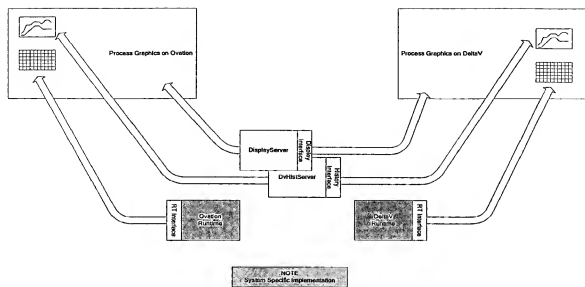 Process Graphics on Ovation
Process Graphics on DeltaV
DisplayServer
Display
Interface
DvHistServer
History
Interface
RT Interface
Ovation
Runtime
DeltaV
Runtime
RT Interface
NOTE
System Specific Implementation